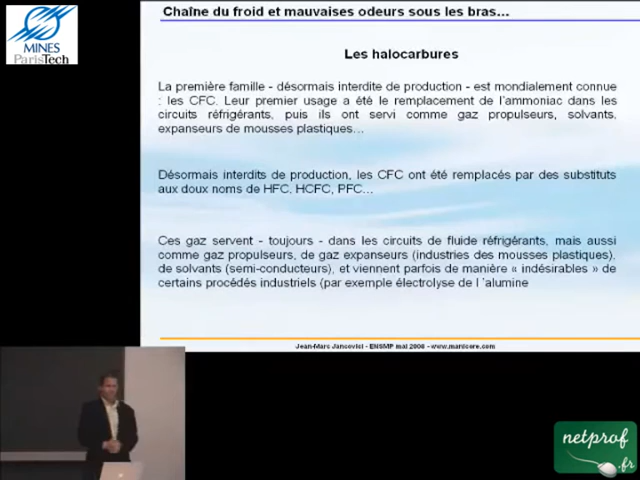 MINES
ParisTech
Chaîne du froid et mauvaises odeurs sous les bras...
Les halocarbures
La première famille - désormais interdite de production - est mondialement connue
: les CFC. Leur premier usage a été le remplacement de l'ammoniac dans les
circuits réfrigérants, puis ils ont servi comme gaz propulseurs, solvants,
expanseurs de mousses plastiques...
Désormais interdits de production, les CFC ont été remplacés par des substituts
aux doux noms de HFC, HCFC, PFC...
Ces gaz servent - toujours - dans les circuits de fluide réfrigérants, mais aussi
comme gaz propulseurs, de gaz expanseurs (industries des mousses plastiques),
de solvants (semi-conducteurs), et viennent parfois de manière « indésirables » de
certains procédés industriels (par exemple électrolyse de l 'alumine
Jean-Marc Jancovici - ENSMP mai 2008 - www.manicore.com
netprof
.fr